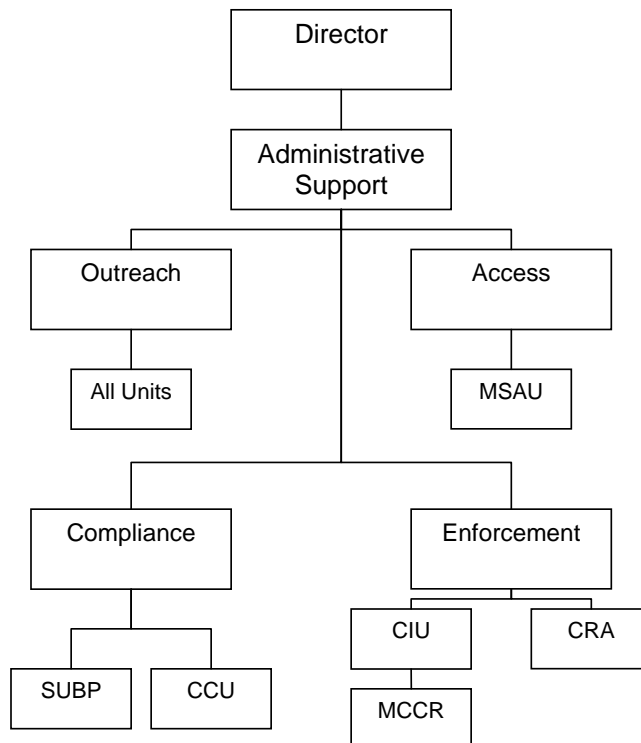 Director
Administrative
Support
Outreach
Access
All Units
MSAU
Compliance
Enforcement
CIU
CRA
SUBP
CCU
MCCR